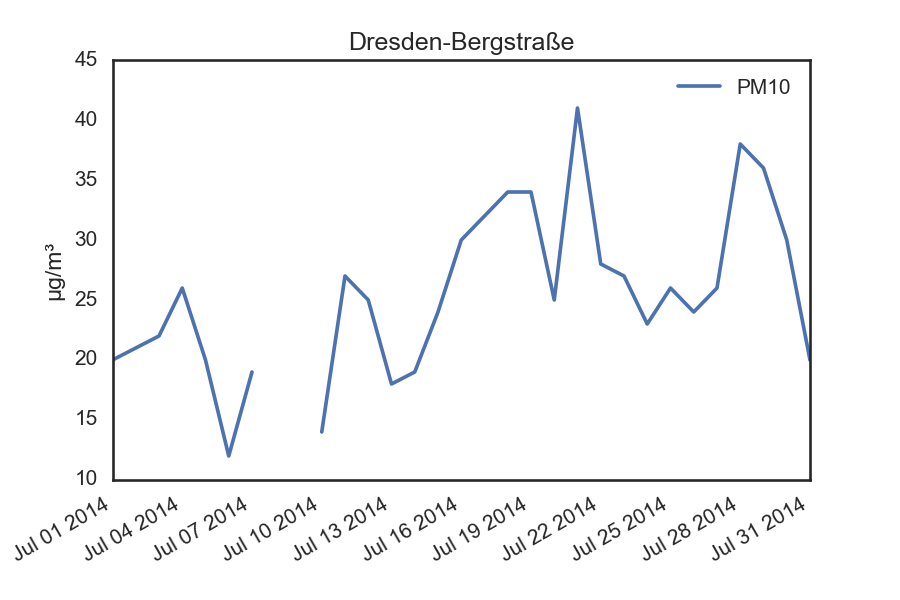 Dresden-Bergstraße
45
40
35
30
25
20
15
10
µg/m³
PM10
Jul 01 2014
Jul 04 2014
Jul 07 2014
Jul 10 2014
Jul 13 2014
Jul 16 2014
Jul 19 2014
Jul 22 2014
Jul 25 2014
Jul 28 2014
Jul 31 2014